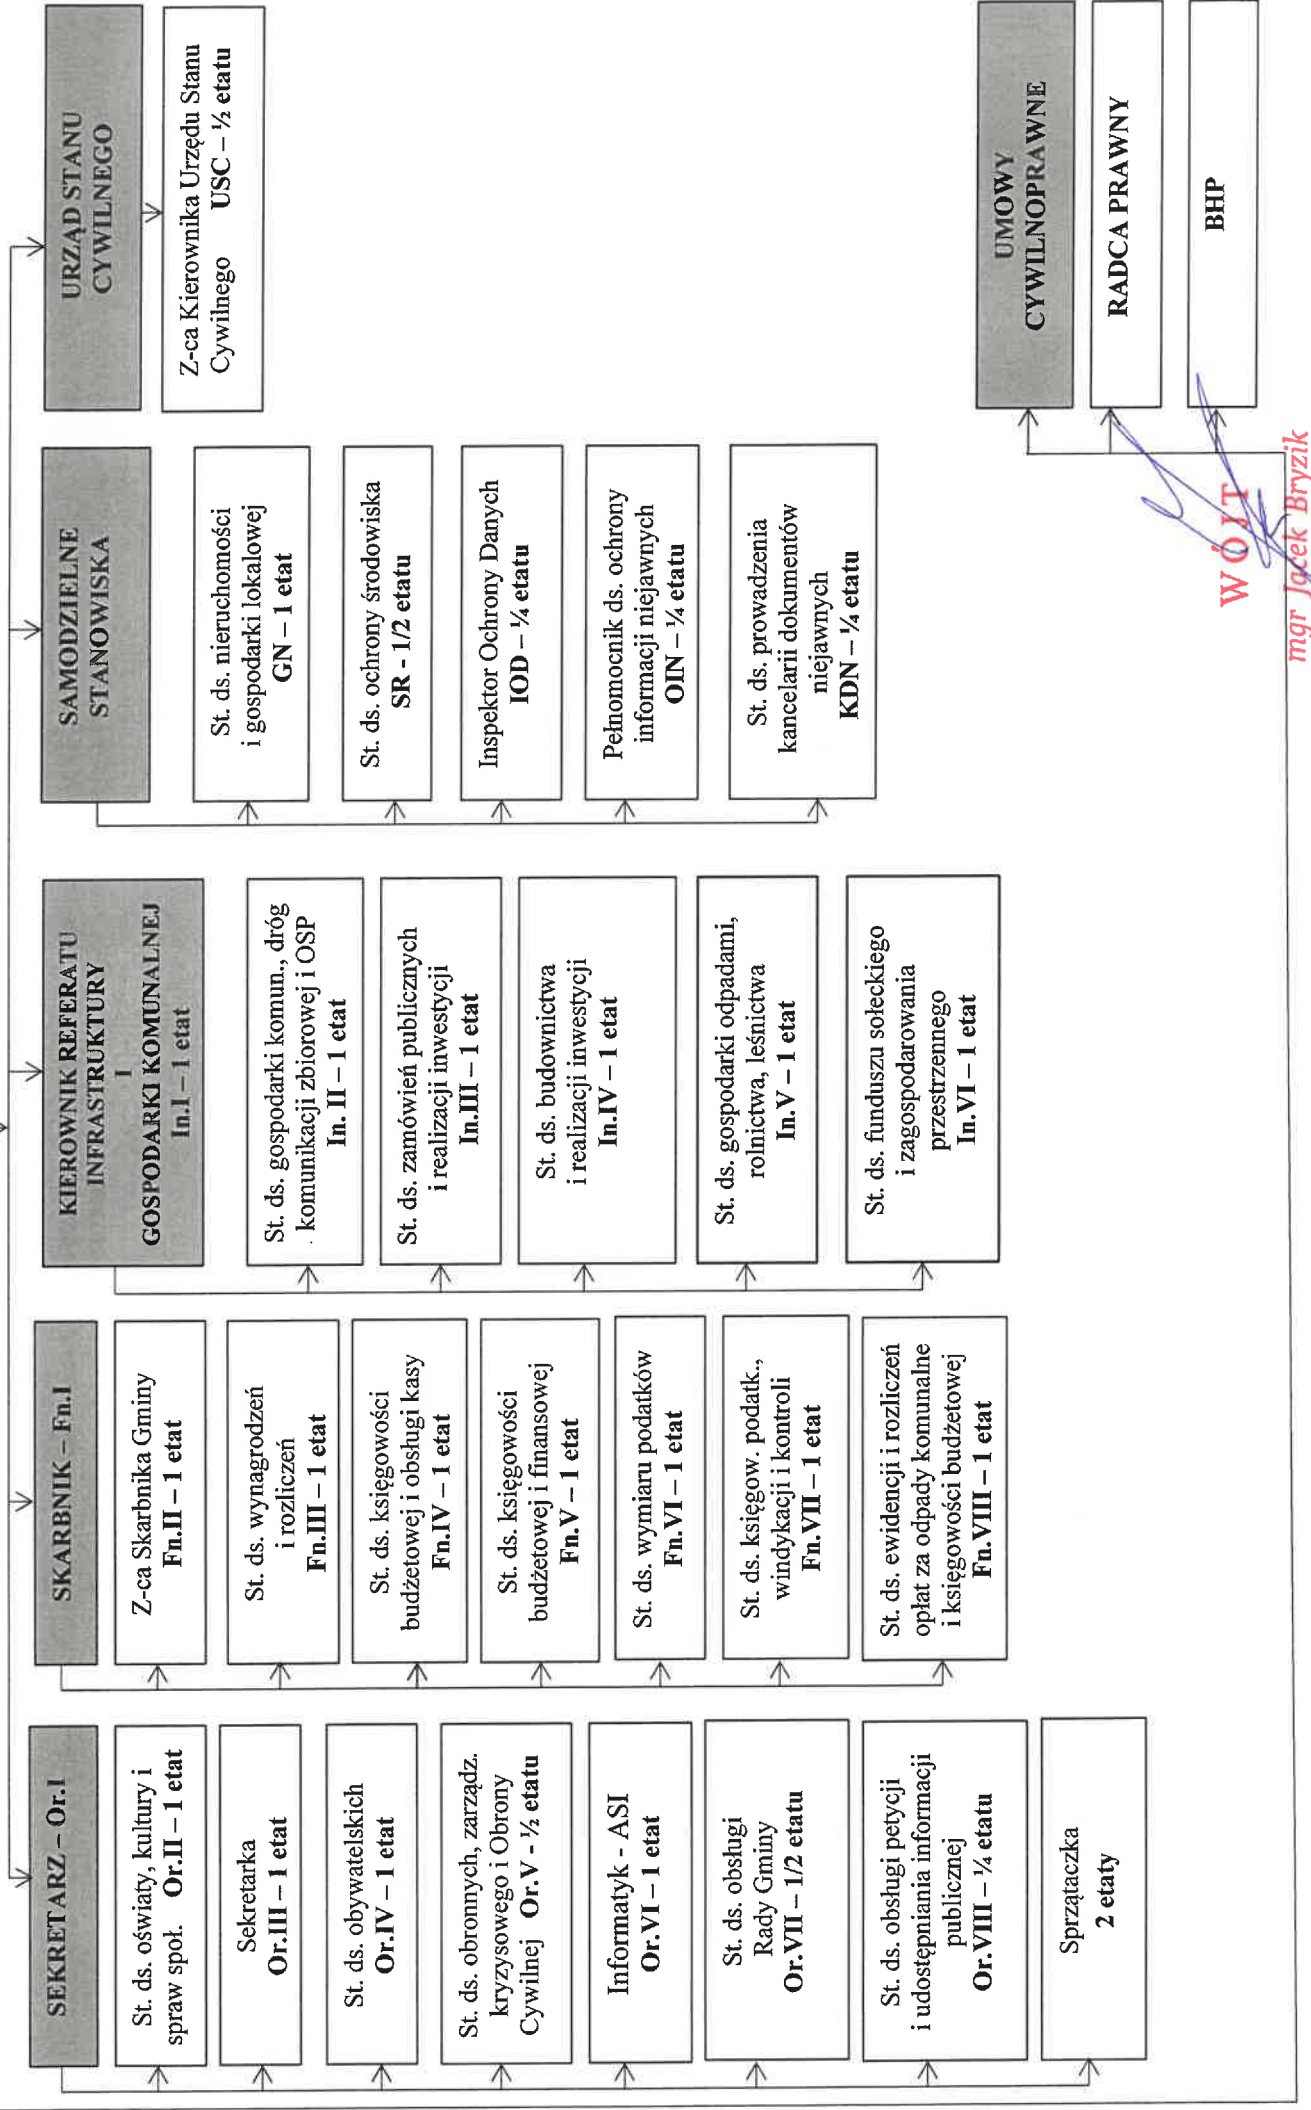 SEKRETARZ – Or.I
St. ds. oświaty, kultury i
spraw społ. Or.II – 1 etat
Sekretarka
Or.III – 1 etat
St. ds. obywatelskich
Or.IV – 1 etat
St. ds. obronnych, zarządz.
kryzysowego i Obrony
Cywilnej Or.V - ½ etatu
Informatyk - ASI
Or.VI – 1 etat
St. ds. obsługi
Rady Gminy
Or.VII – 1/2 etatu
St. ds. obsługi petycji
i udostępniania informacji
publicznej
Or.VIII – ¼ etatu
Sprzątaczka
2 etaty
SKARBNIK – Fn.I
Z-ca Skarbnika Gminy
Fn.II – 1 etat
St. ds. wynagrodzeń
i rozliczeń
Fn.III – 1 etat
St. ds. księgowości
budżetowej i obsługi kasy
Fn.IV – 1 etat
St. ds. księgowości
budżetowej i finansowej
Fn.V – 1 etat
St. ds. wymiaru podatków
Fn.VI – 1 etat
St. ds. księgow. podatk.,
windykacji i kontroli
Fn.VII – 1 etat
St. ds. ewidencji i rozliczeń
opłat za odpady komunalne
i księgowości budżetowej
Fn.VIII – 1 etat
KIEROWNIK REFERATU
INFRASTRUKTURY
I
GOSPODARKI KOMUNALNEJ
In.I – 1 etat
St. ds. gospodarki komun., dróg
. komunikacji zbiorowej i OSP
In. II – 1 etat
St. ds. zamówień publicznych
i realizacji inwestycji
In.III – 1 etat
St. ds. budownictwa
i realizacji inwestycji
In.IV – 1 etat
St. ds. gospodarki odpadami,
rolnictwa, leśnictwa
In.V – 1 etat
St. ds. funduszu sołeckiego
i zagospodarowania
przestrzennego
In.VI – 1 etat
SAMODZIELNE
STANOWISKA
St. ds. nieruchomości
i gospodarki lokalowej
GN – 1 etat
St. ds. ochrony środowiska
SR - 1/2 etatu
Inspektor Ochrony Danych
IOD – ¼ etatu
Pełnomocnik ds. ochrony
informacji niejawnych
OIN – ¼ etatu
St. ds. prowadzenia
kancelarii dokumentów
niejawnych
KDN – ¼ etatu
URZĄD STANU
CYWILNEGO
Z-ca Kierownika Urzędu Stanu
Cywilnego USC – ½ etatu
UMOWY
CYWILNOPRAWNE
RADCA PRAWNY
BHP
WÓJT
mgr Jacek Bryzik